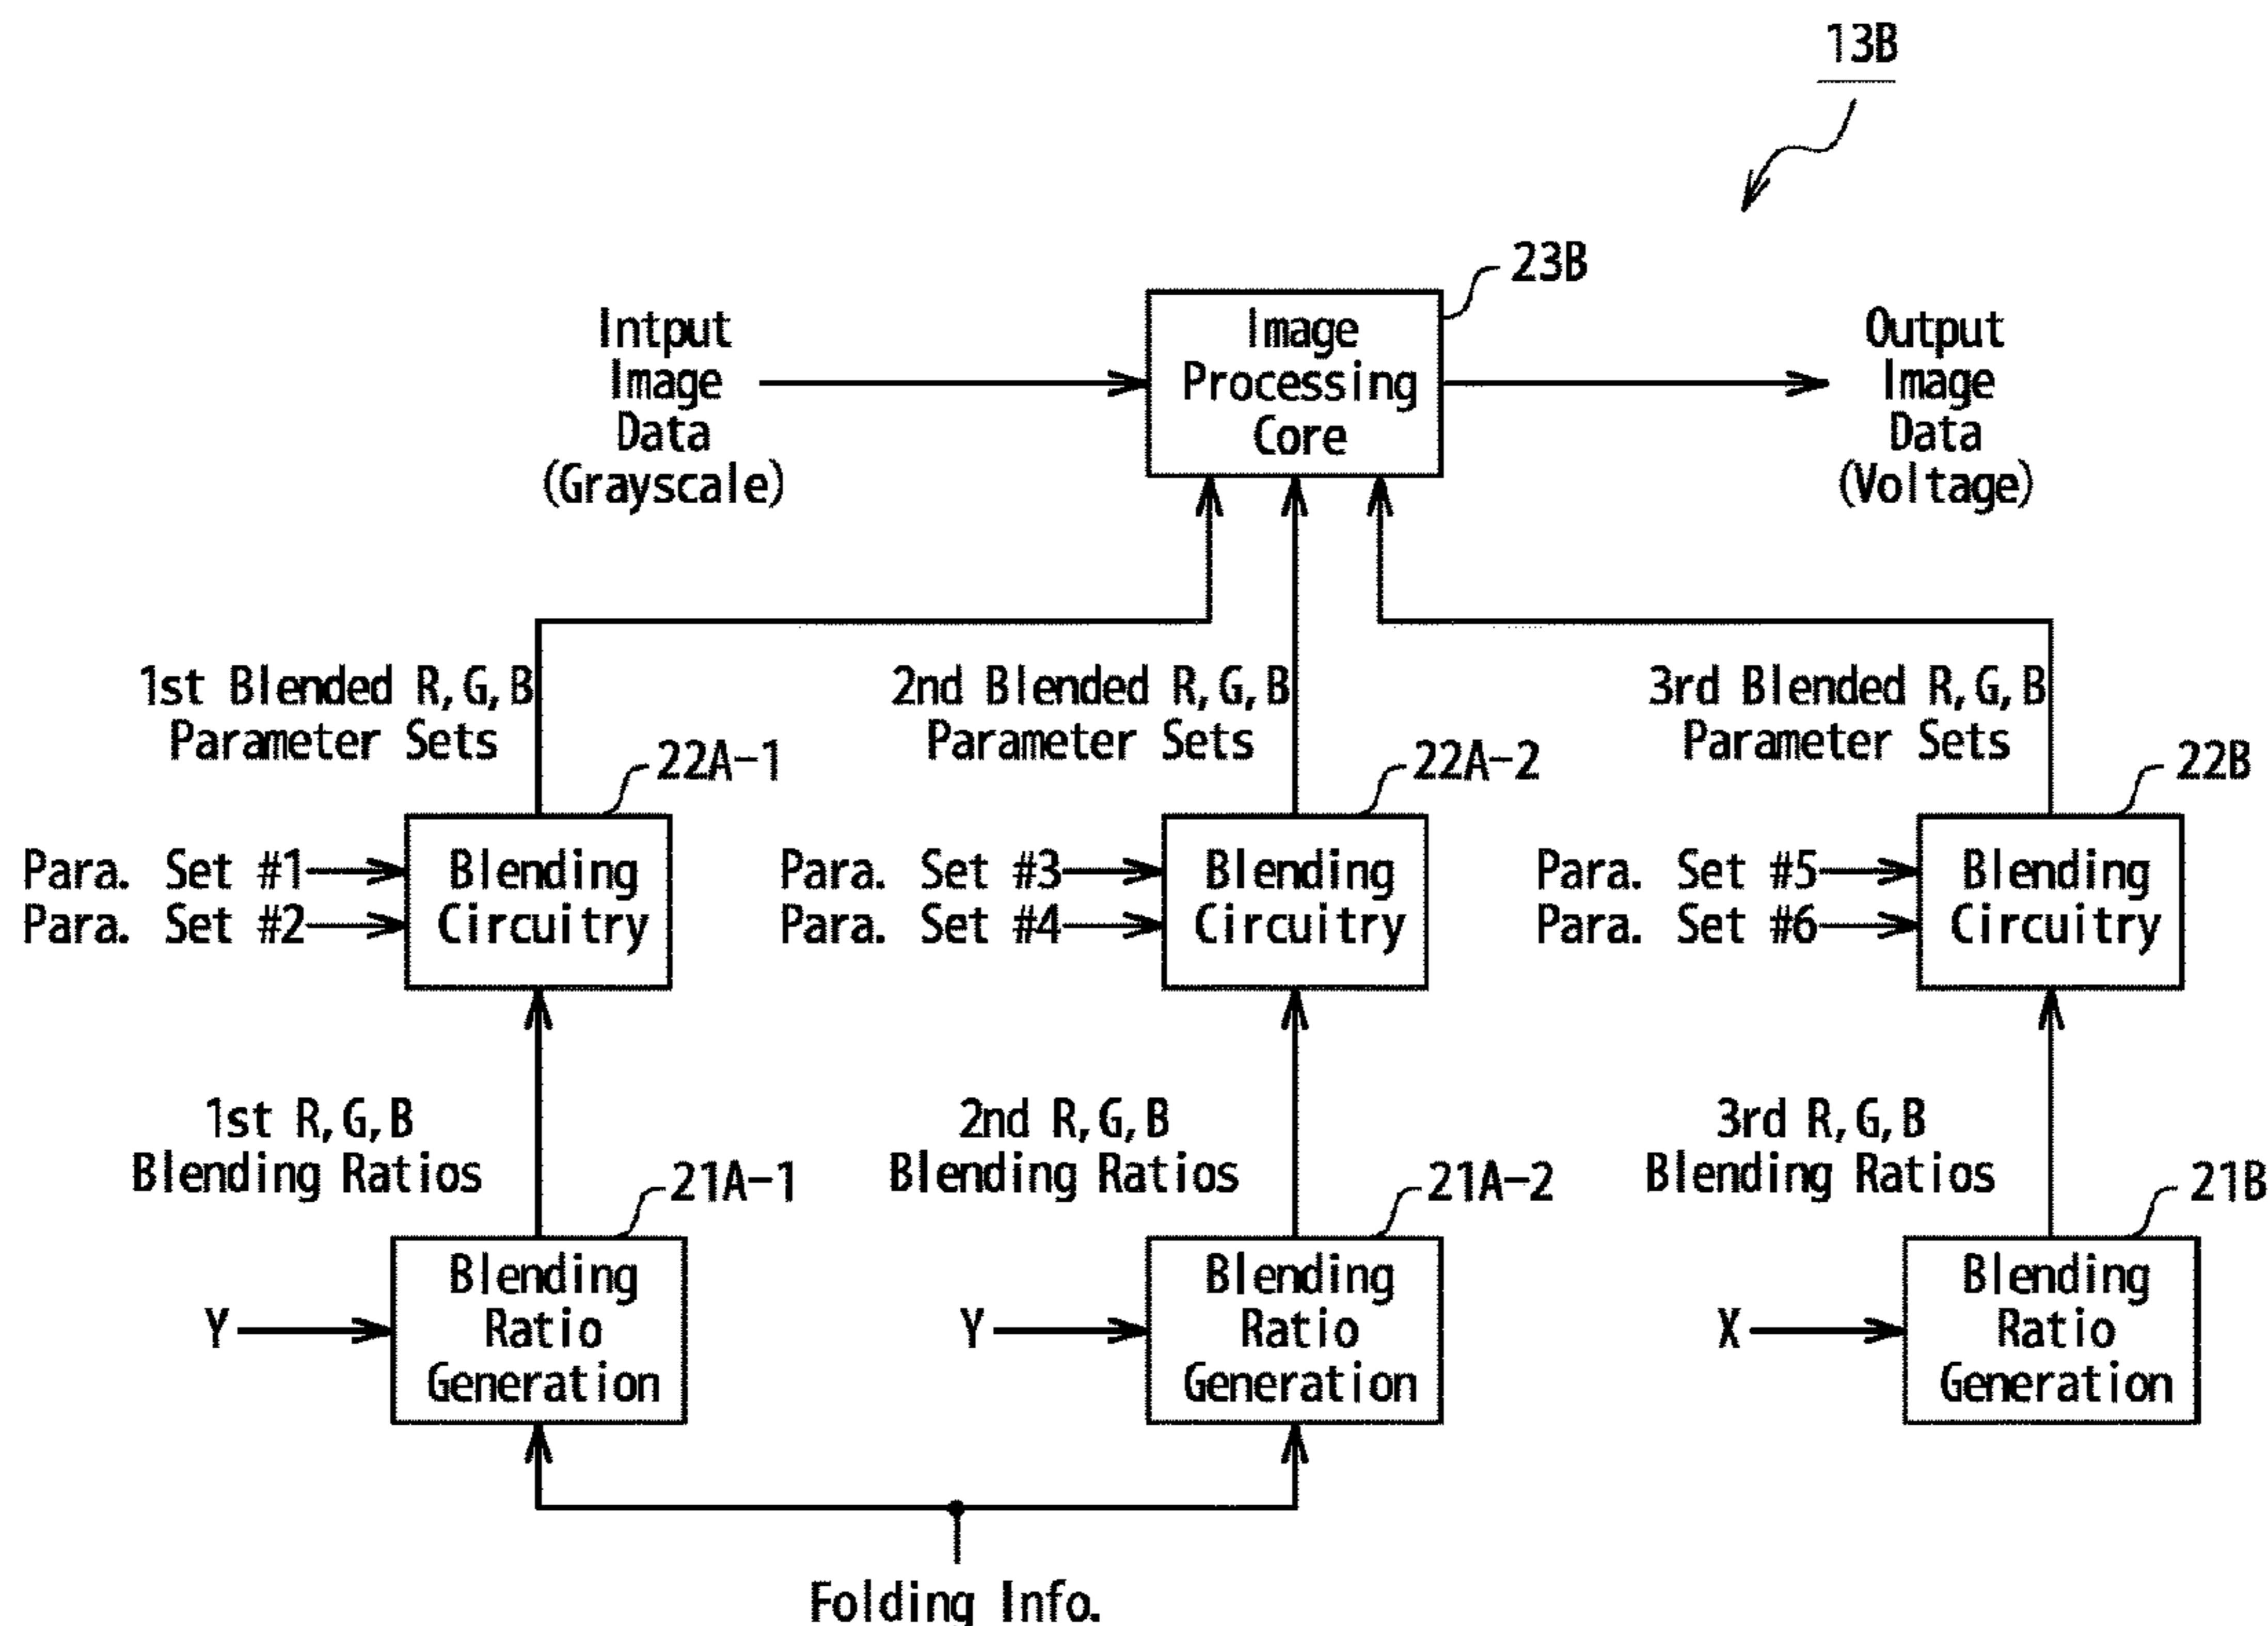 13B
23B
Intput
Image
Data
(Grayscale)
Image
Processing
Core
Output
Image
Data
(Voltage)
1st Blended R,G,B
Parameter Sets
2nd Blended R,G,B
Parameter Sets
3rd Blended R,G,B
Parameter Sets
22A-1
22A-2
22B
Para. Set #1
Para. Set #2
Blending
Circuitry
Para. Set #3
Para. Set #4
Blending
Circuitry
Para. Set #5
Para. Set #6
Blending
Circuitry
1st R,G,B
Blending Ratios
2nd R,G,B
Blending Ratios
3rd R,G,B
Blending Ratios
21A-1
21A-2
21B
Y
Blending
Ratio
Generation
Y
Blending
Ratio
Generation
X
Blending
Ratio
Generation
Folding Info.